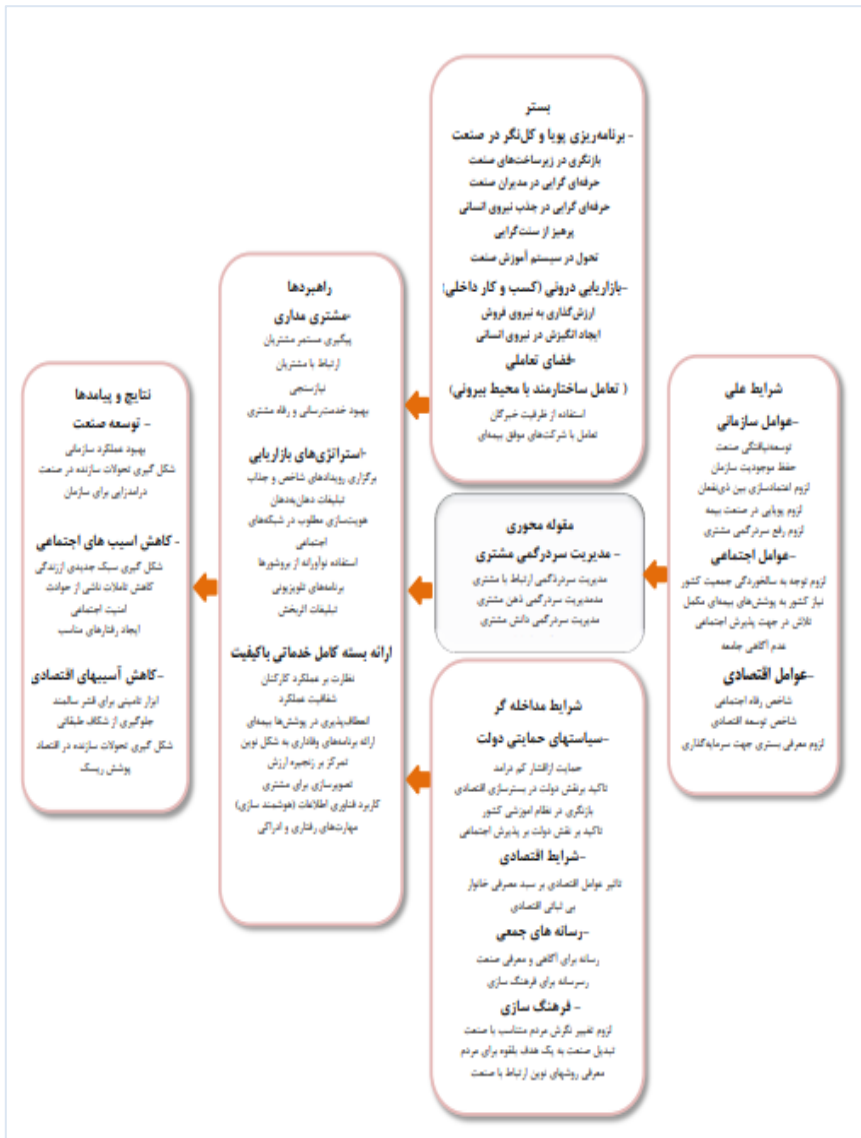 شرایط علی
-عوامل سازمانی
توسعه‌نیافتگی صنعت
حفظ موجودیت سازمان
لزوم اعتمادسازی بین ذی‌نفعان
لزوم پویایی در صنعت بیمه
لزوم رفع سردرگمی مشتری
-عوامل اجتماعی
لزوم توجه به سالخوردگی جمعیت کشور
نیاز کشور به پوشش‌های بیمه‌ای مکمل
تلاش در جهت پذیرش اجتماعی
عدم آگاهی جامعه
-عوامل اقتصادی
شاخص رفاه اجتماعی
شاخص توسعه اقتصادی
لزوم معرفی بستری جهت سرمایه‌گذاری
بستر
- برنامه‌ریزی پویا و کل‌نگر در صنعت
بازنگری در زیرساخت‌های صنعت
حرفه‌ای گرایی در مدیران صنعت
حرفه‌ای گرایی در جذب نیروی انسانی
پرهیز از سنت‌گرایی
تحول در سیستم آموزش صنعت
-بازاریابی درونی (کسب و کار داخلی)
ارزش‌گذاری به نیروی فروش
ایجاد انگیزش در نیروی انسانی
-فضای تعاملی
( تعامل ساختارمند با محیط بیرونی)
استفاده از ظرفیت خبرگان
تعامل با شرکت‌های موفق بیمه‌ای
مقوله محوری
- مدیریت سردرگمی مشتری
مدیریت سردرذگمی ارتباط با مشتری
مدمدیریت سردرگمی ذهن مشتری
مدیریت سردرگمی دانش مشتری
شرایط مداخله گر
-سیاستهای حمایتی دولت
حمایت ازاقتشار کم درامد
تاکید برنقش دولت در بسترسازی اقتصادی
بازنگری در نظام اموزشی کشور
تاکید بر نقش دولت بر پذیرش اجتماعی
-شرایط اقتصادی
تاثیر عوامل اقتصادی بر سبد مصرفی خانوار
بی ثباتی اقتصادی
-رسانه های جمعی
رسانه برای آگاهی و معرفی صنعت
رسرسانه برای فرهنگ سازی
- فرهنگ سازی
لزوم تغییر نگرش مردم متناسب با صنعت
تبدیل صنعت به یک هدف بلقوه برای مردم
معرفی روشهای نوین ارتباط با صنعت
راهبردها
-مشتری مداری
پیگیری مستمر مشتریان
ارتباط با مشتریان
نیازسنجی
بهبود خدمت‌رسانی و رفاه مشتری
-استراتژی‌های بازاریابی
برگزاری رویدادهای شاخص و جذاب
تبلیغات دهان‌به‌دهان
هویت‌سازی مطلوب در شبکه‌های
اجتماعی
استفاده نوآورانه از بروشورها
برنامه‌های تلویزیونی
تبلیغات اثربخش
ارائه بسته کامل خدماتی باکیفیت
نظارت بر عملکرد کارکنان
شفافیت عملکرد
انعطاف‌پذیری در پوشش‌ها بیمه‌ای
ارائه برنامه‌های وفاداری به شکل نوین
تمرکز بر زنجیره ارزش
تصویرسازی برای مشتری
کاربرد فناوری اطلاعات (هوشمند سازی)
مهارت‌های رفتاری و ادراکی
نتایج و پیامدها
- توسعه صنعت
بهبود عملکرد سازمانی
شکل گیری تحولات سازنده در صنعت
درامدزایی برای سازمان
- کاهش اسیب های اجتماعی
شکل گیری سبک جدیدی اززندگی
کاهش تاملات ناشی از حوادث
امنیت اجتماعی
ایجاد رفتارهای مناسب
-کاهش آسیبهای اقتصادی
ابزار تامینی برای قشر سالمند
جلوگیری از شکاف طبقاتی
شکل گیری تحولات سازنده در اقتصاد
پوشش ریسک